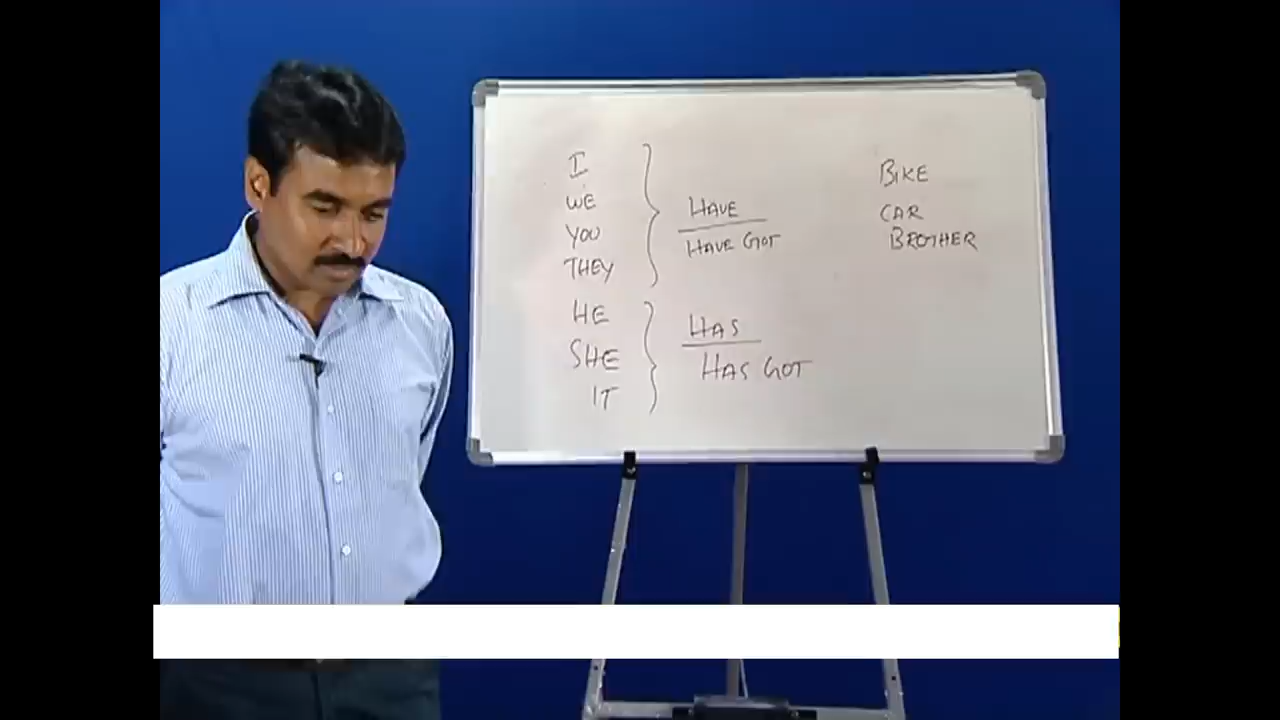 I
WE
YOU
THEY
HAVE
HAVE GOT
HE
SHE
IT
HAS
HAS GOT
BIKE
CAR
BROTHER